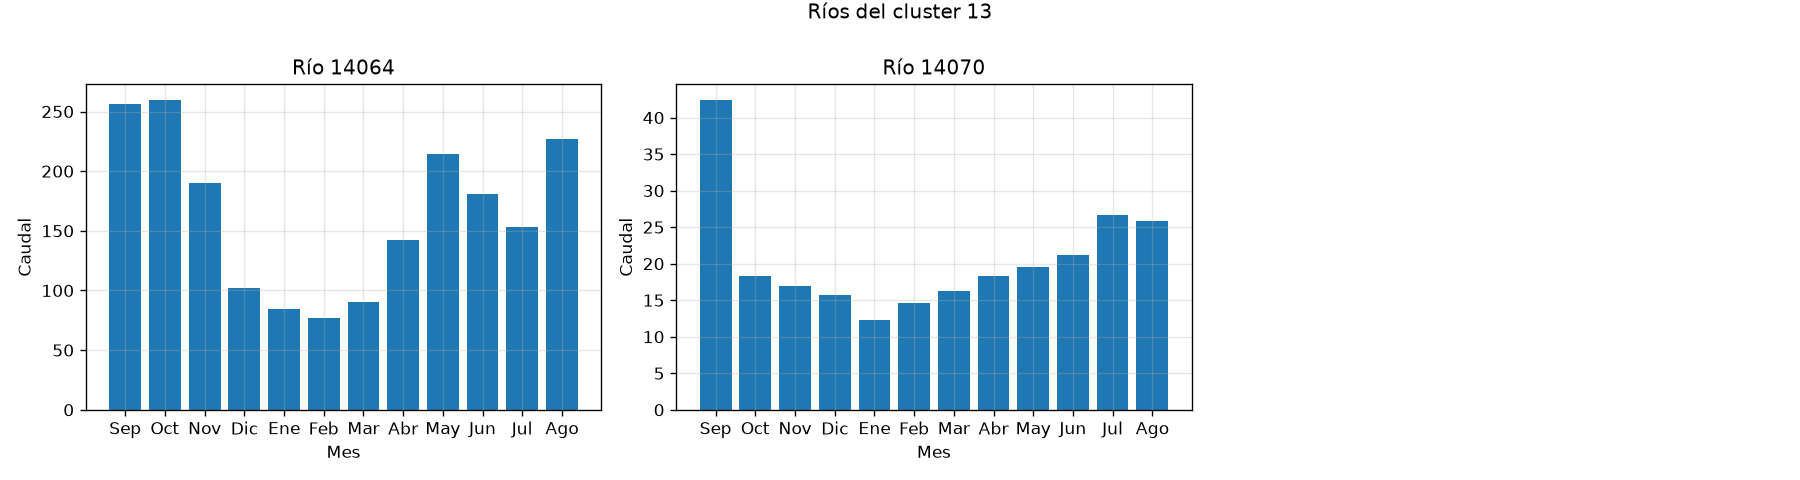 Ríos del cluster 13
Río 14064
Caudal
250
200
150
100
50
0
Sep Oct Nov Dic Ene Feb Mar Abr May Jun Jul Ago
Mes
Río 14070
Caudal
40
35
30
25
20
15
10
5
0
Sep Oct Nov Dic Ene Feb Mar Abr May Jun Jul Ago
Mes